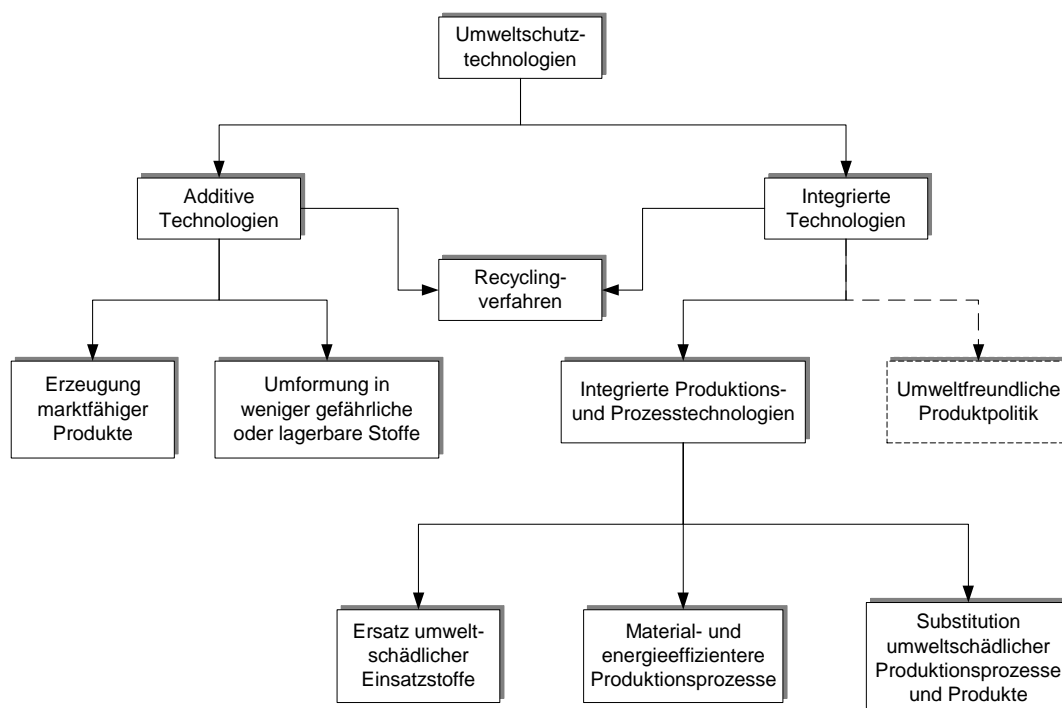 Umweltschutz-
technologien
Additive
Technologien
Integrierte
Technologien
Recycling-
verfahren
Erzeugung
marktfähiger
Produkte
Umformung in
weniger gefährliche
oder lagerbare Stoffe
Integrierte Produktions-
und Prozesstechnologien
Umweltfreundliche
Produktpolitik
Ersatz umwelt-
schädlicher
Einsatzstoffe
Material- und
energieeffizientere
Produktionsprozesse
Substitution
umweltschädlicher
Produktionsprozesse
und Produkte